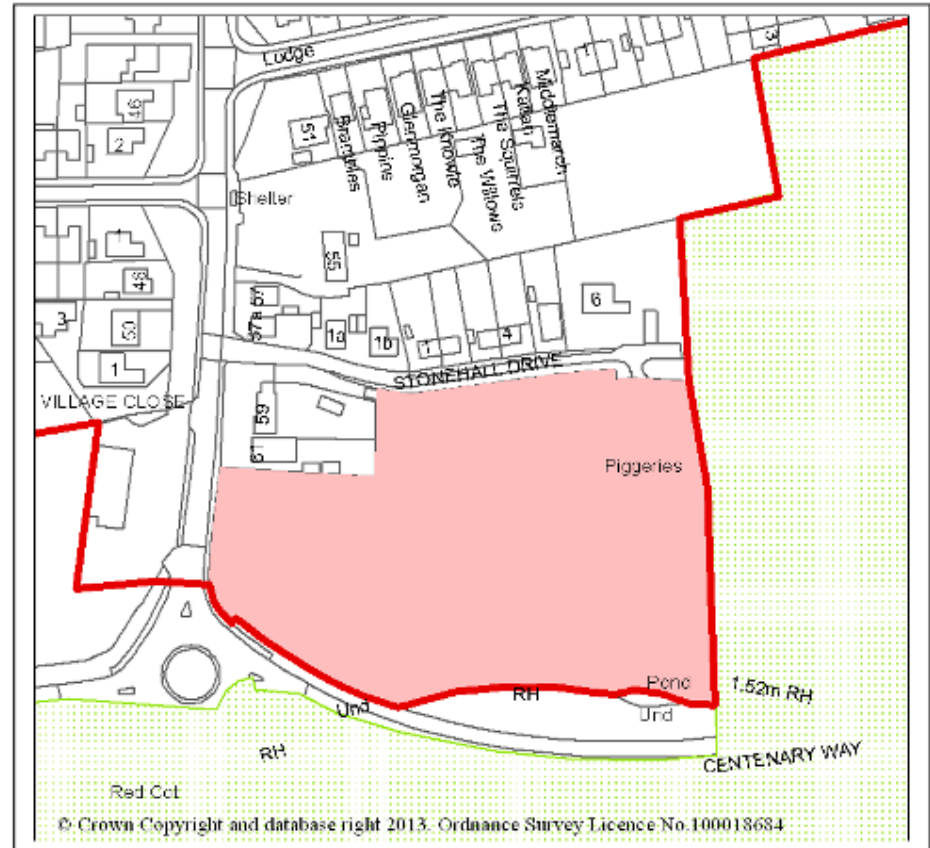 Lodge
3
1
46
2
51
Brambles
Pippins
Glenmorgan
The Knowle
The Willows
The Squirrels
Kattan
Middlemarch
Shelter
55
1
48
3
50
1
57
57a
1a
1b
1
4
6
STONEHALL DRIVE
VILLAGE CLOSE
59
61
Piggeries
Pond
1.52m RH
RH
Und
Und
RH
CENTENARY WAY
Red Cot
© Crown Copyright and database right 2013. Ordnance Survey Licence No.100018684